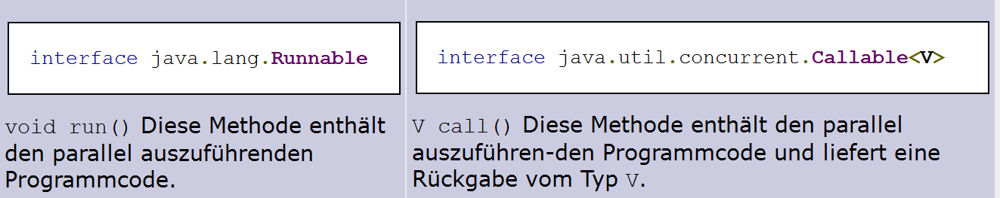 interface java.lang.Runnable
void run() Diese Methode enthält
den parallel auszuführenden
Programmcode.
interface java.util.concurrent.Callable<V>
V call() Diese Methode enthält den parallel
auszuführen-den Programmcode und liefert eine
Rückgabe vom Typ V.